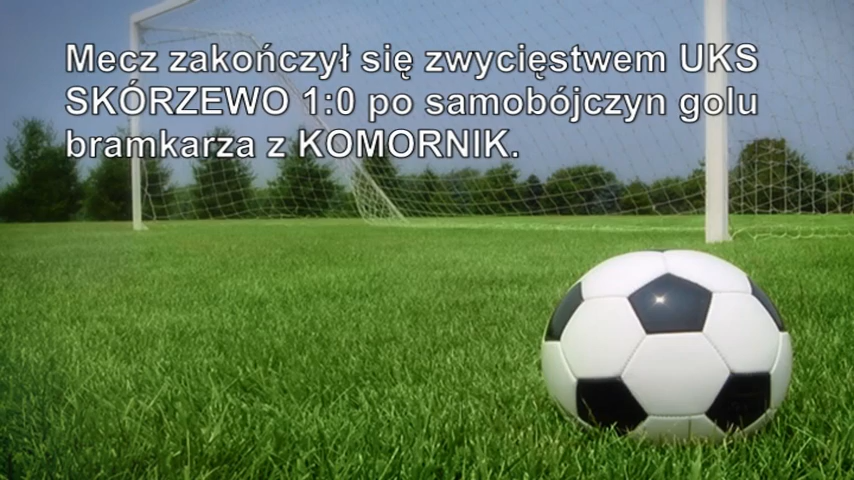 Mecz zakończył się zwycięstwem UKS
SKÓRZEWO 1:0 po samobójczyn golu
bramkarza z KOMORNIK.